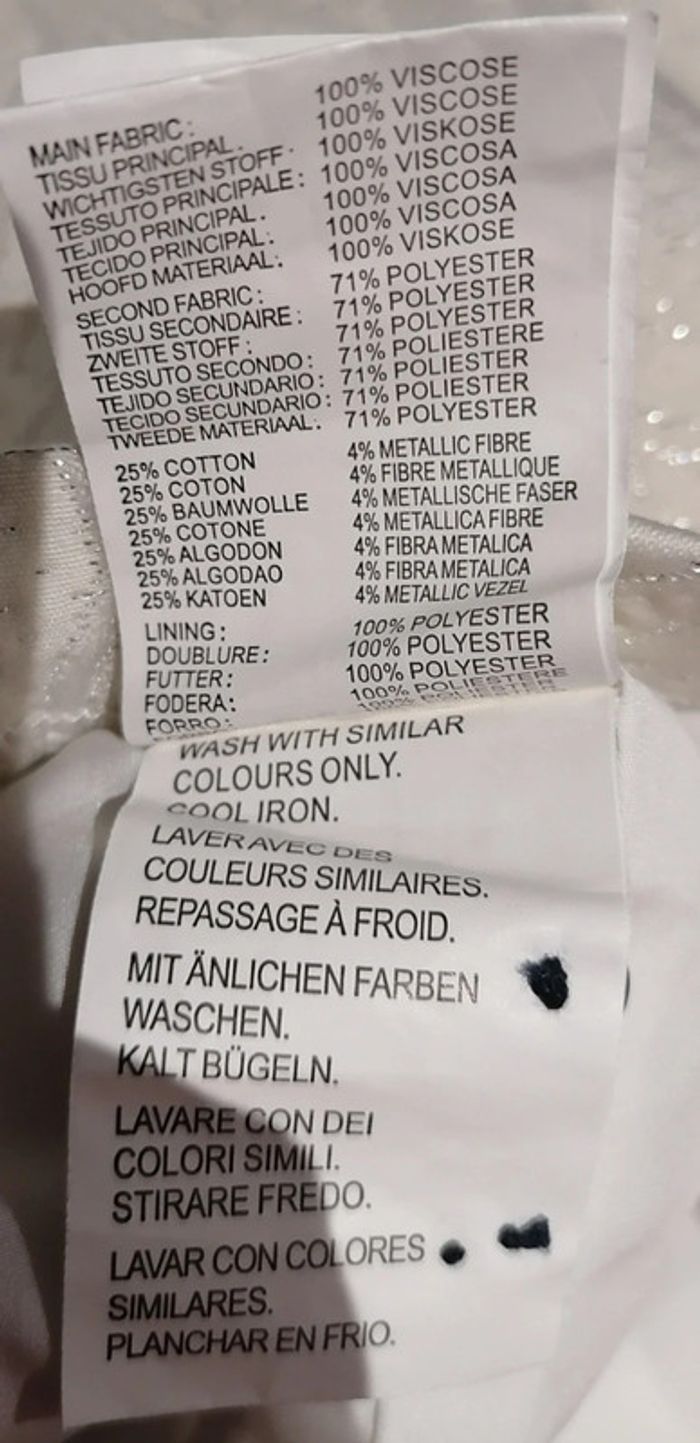 MAIN FABRIC: 100% VISCOSE
TISSU PRINCIPAL. 100% VISCOSE
WICHTIGSTEN STOFF. 100% VISKOSE
TESSUTO PRINCIPALE: 100% VISCOSA
TEJIDO PRINCIPAL. 100% VISCOSA
TECIDO PRINCIPAL: 100% VISCOSA
HOOFD MATERIAAL: 100% VISKOSE
SECOND FABRIC: 71% POLYESTER
TISSU SECONDAIRE: 71% POLYESTER
ZWEITE STOFF: 71% POLYESTER
TESSUTO SECONDO: 71% POLIESTERE
TEJIDO SECUNDARIO: 71% POLIESTER
TECIDO SECUNDARIO: 71% POLIESTER
TWEEDE MATERIAAL: 71% POLYESTER
25% COTTON 4% METALLIC FIBRE
25% COTON 4% FIBRE METALLIQUE
25% BAUMWOLLE 4% METALLISCHE FASER
25% COTONE 4% METALLICA FIBRE
25% ALGODON 4% FIBRA METALICA
25% ALGODAO 4% FIBRA METALICA
25% KATOEN 4% METALLIC VEZEL
LINING: 100% POLYESTER
DOUBLURE: 100% POLYESTER
FUTTER: 100% POLYESTER
FODERA: 100% POLIESTERE
FORRO: 100% POLIESTER
WASH WITH SIMILAR
COLOURS ONLY.
COOL IRON.
LAVER AVEC DES
COULEURS SIMILAIRES.
REPASSAGE À FROID.
MIT ÄNLICHEN FARBEN
WASCHEN.
KALT BÜGELN.
LAVARE CON DEI
COLORI SIMILI.
STIRARE FREDO.
LAVAR CON COLORES
SIMILARES.
PLANCHAR EN FRIO.